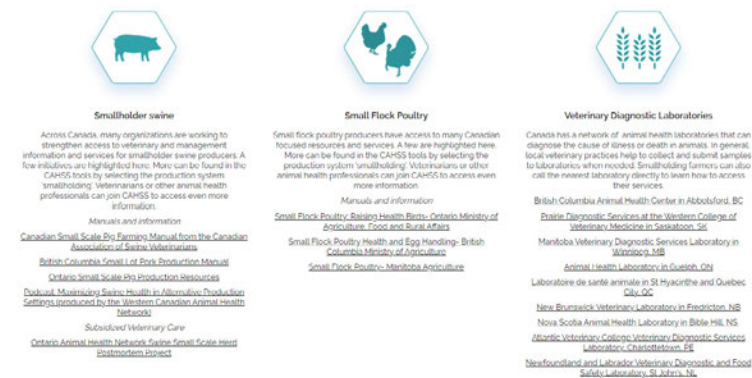 Smallholder swine
Across Canada, many organizations are working to
strengthen access to veterinary and management
information and services for smallholder swine producers. A
few initiatives are highlighted here. More can be found in the
CAHSS tools by selecting the production system
'smallholding'. Veterinarians or other animal health
professionals can join CAHSS to access even more
information.
Manuals and information
Canadian Small Scale Pig Farming Manual from the Canadian
Association of Swine Veterinarians
British Columbia Small Lot Pork Production Manual
Ontario Small Scale Pig Production Resources
Podcast: Maximizing Swine Health in Alternative Production
Settings (produced by the Western Canadian Animal Health
Network)
Subsidized Veterinary Care
Ontario Animal Health Network Swine Small Scale Herd
Postmortem Project
Small Flock Poultry
Small flock poultry producers have access to many Canadian
focused resources and services. A few are highlighted here.
More can be found in the CAHSS tools by selecting the
production system 'smallholding'. Veterinarians or other
animal health professionals can join CAHSS to access even
more information.
Manuals and information
Small Flock Poultry: Raising Health Birds- Ontario Ministry of
Agriculture, Food and Rural Affairs
Small Flock Poultry Health and Egg Handling- British
Columbia Ministry of Agriculture
Small Flock Poultry- Manitoba Agriculture
Veterinary Diagnostic Laboratories
Canada has a network of animal health laboratories that can
diagnose the cause of illness or death in animals. In general,
local veterinary practices help to collect and submit samples
to laboratories when needed. Smallholding farmers can also
call the nearest laboratory directly to learn how to access
their services.
British Columbia Animal Health Center in Abbotsford, BC
Prairie Diagnostic Services at the Western College of
Veterinary Medicine in Saskatoon, SK
Manitoba Veterinary Diagnostic Services Laboratory in
Winnipeg, MB
Animal Health Laboratory in Guelph, ON
Laboratoire de santé animale in St Hyacinthe and Quebec
City, QC
New Brunswick Veterinary Laboratory in Fredricton, NB
Nova Scotia Animal Health Laboratory in Bible Hill, NS
Atlantic Veterinary College Veterinary Diagnostic Services
Laboratory, Charlottetown, PE
Newfoundland and Labrador Veterinary Diagnostic and Food
Safety Laboratory, St John's, NL